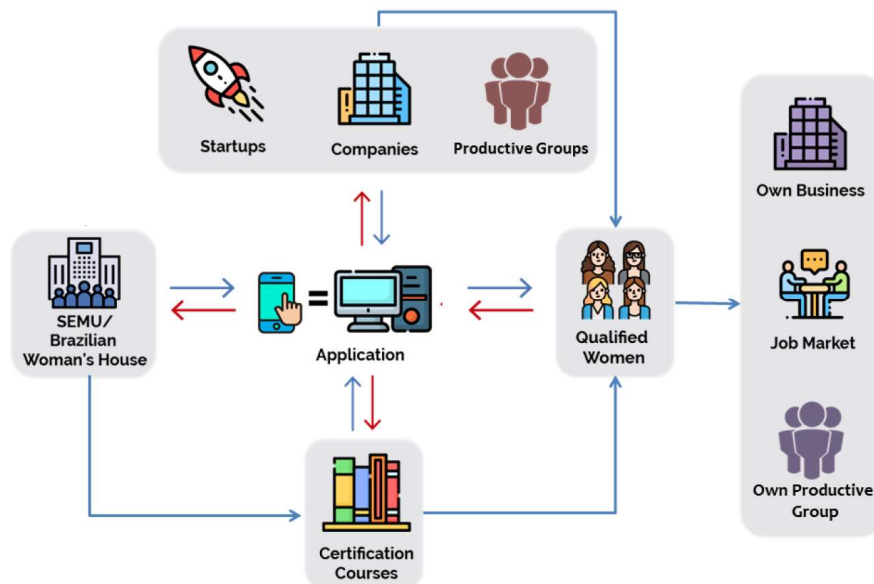 Startups
Companies
Productive Groups
Own Business
SEMU/
Brazilian
Woman's House
Application
Qualified
Women
Job Market
Own Productive
Group
Certification
Courses